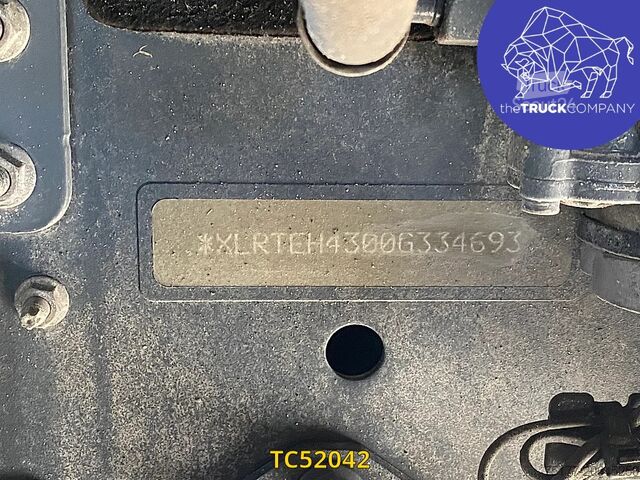 theTRUCKCOMPANY
*XLRTEH4300G334693
TC52042